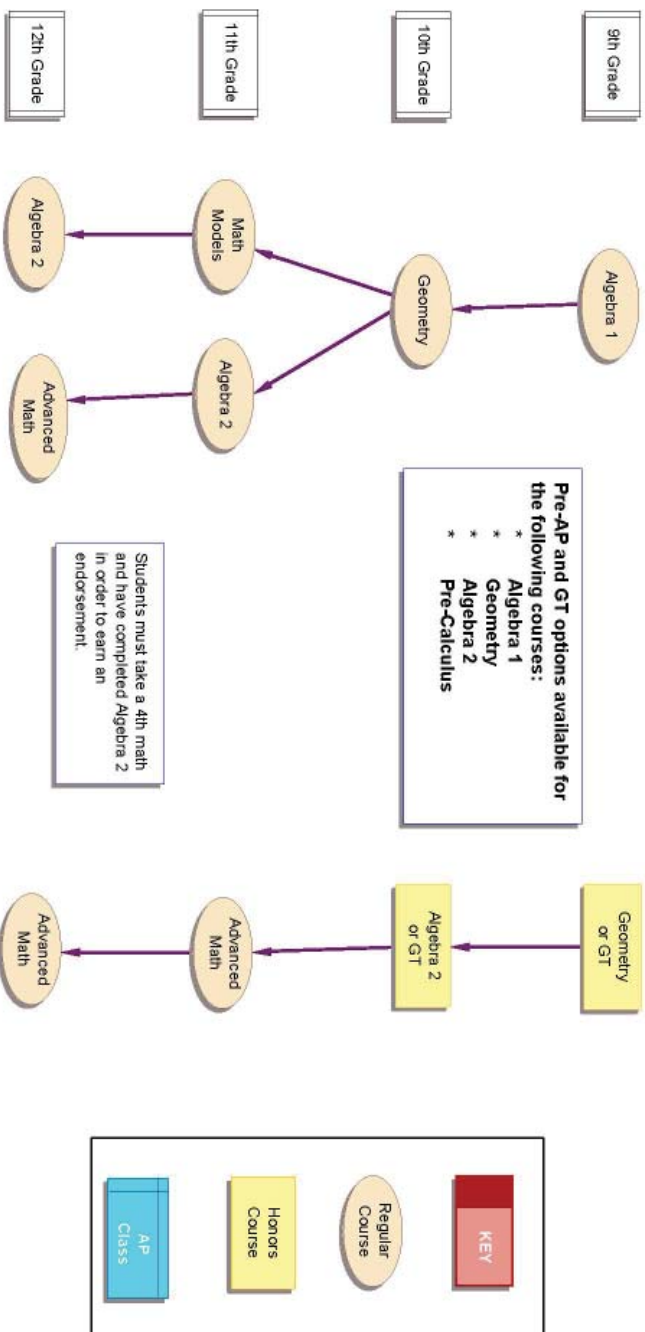 9th Grade
Algebra 1
Geometry
or GT
10th Grade
Geometry
Algebra 2
or GT
11th Grade
Math
Models
Algebra 2
Advanced
Math
12th Grade
Algebra 2
Advanced
Math
Advanced
Math
Pre-AP and GT options available for
the following courses:
* Algebra 1
* Geometry
* Algebra 2
* Pre-Calculus
Students must take a 4th math
and have completed Algebra 2
in order to earn an
endorsement.
KEY
Regular
Course
Honors
Course
AP
Class